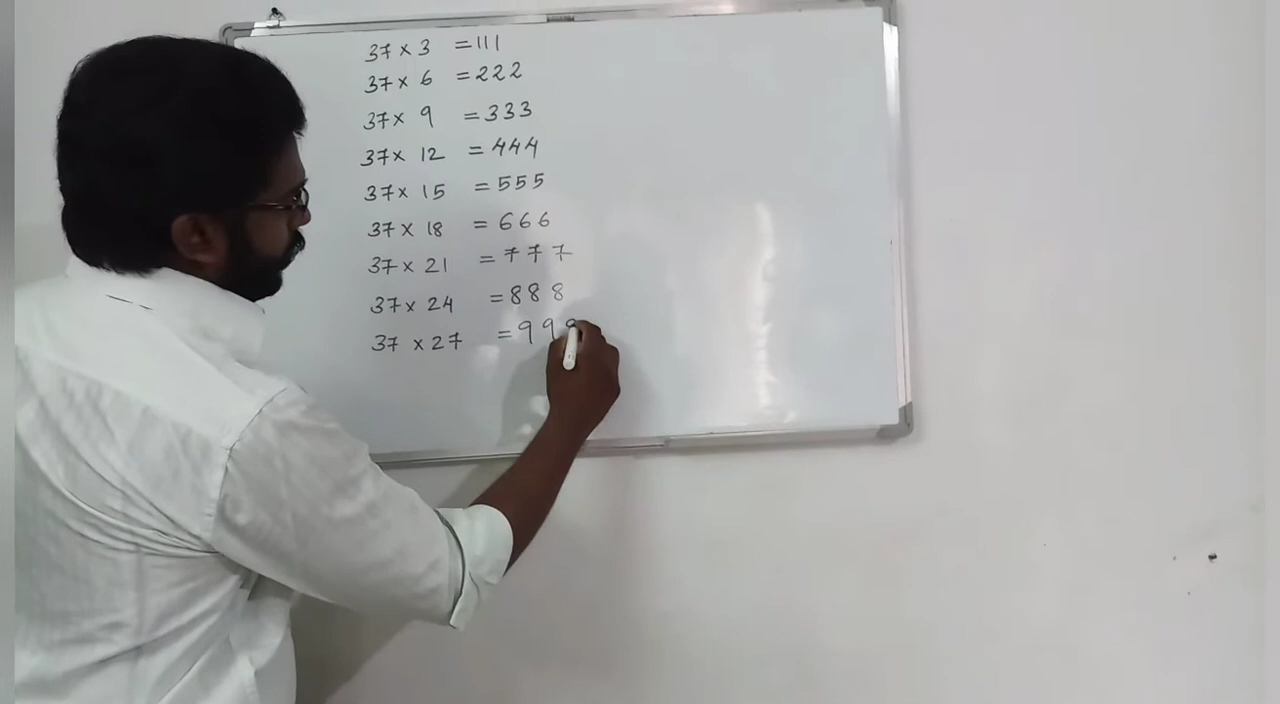 37 × 3 = 111
37 × 6 = 222
37 × 9 = 333
37 × 12 = 444
37 × 15 = 555
37 × 18 = 666
37 × 21 = 777
37 × 24 = 888
37 × 27 = 999